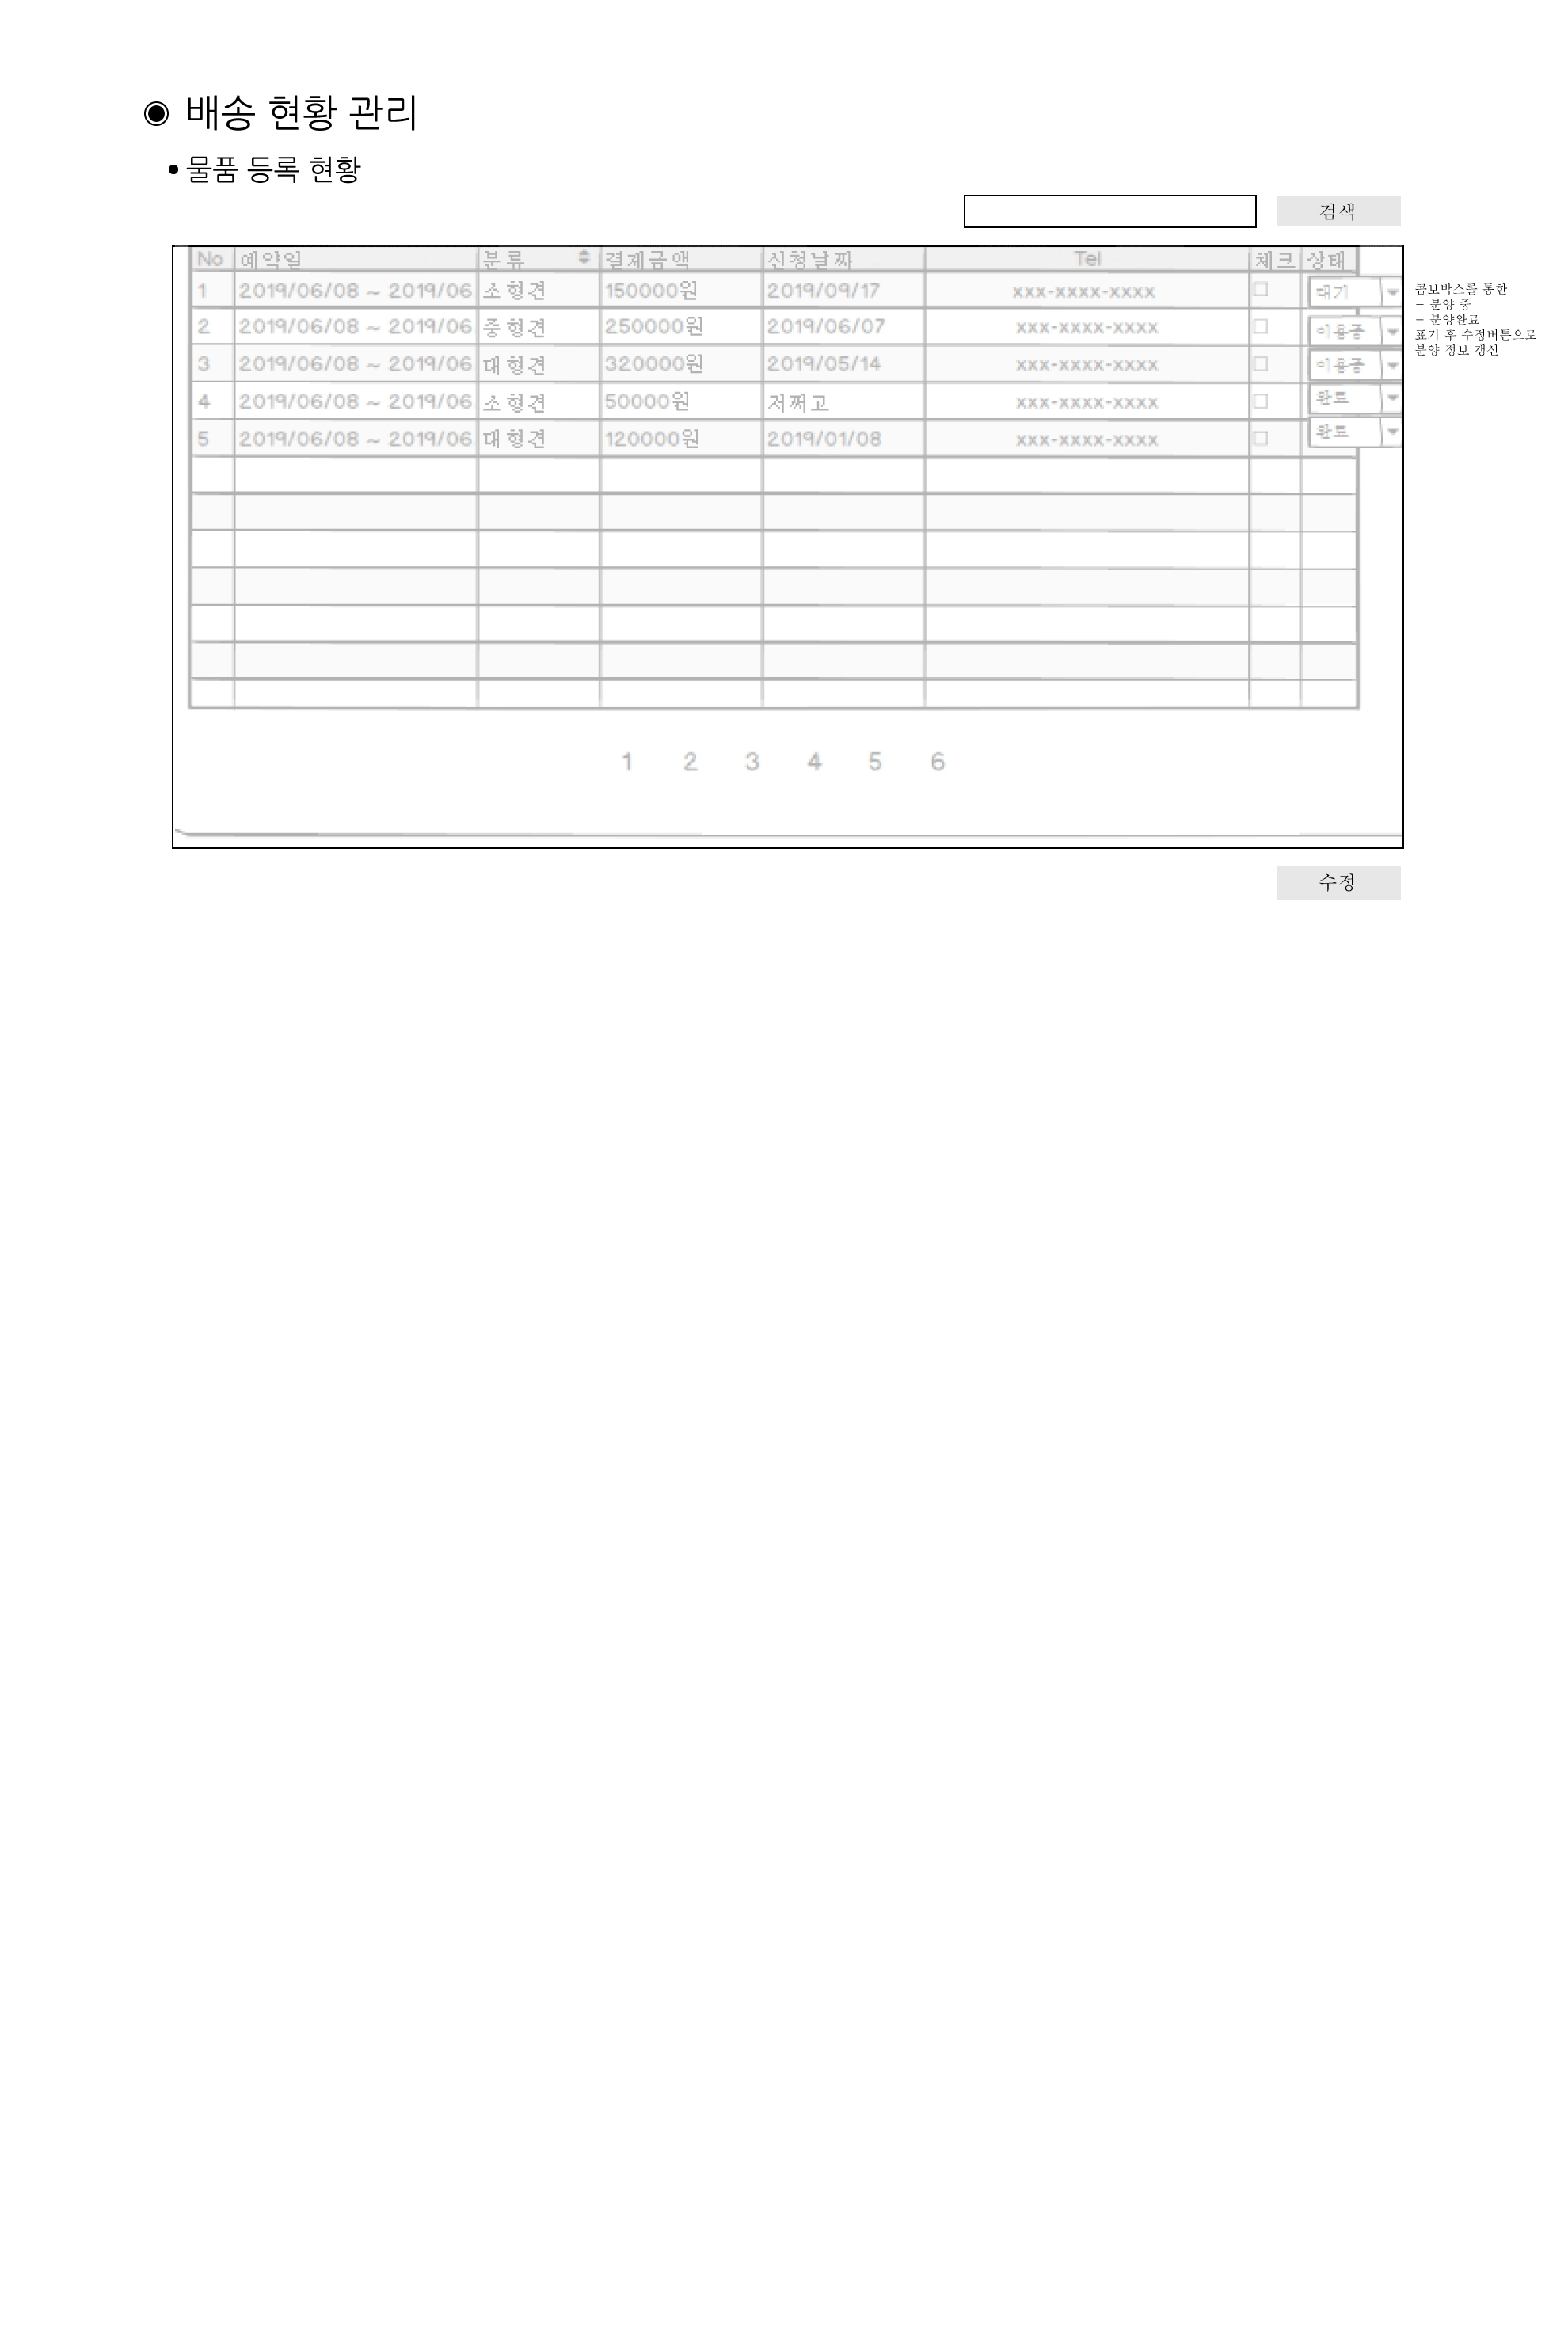 ◉ 배송 현황 관리
• 물품 등록 현황
검색
No 예약일 분류 결제금액 신청날짜 Tel 체크 상태
1 2019/06/08 ~ 2019/06 소형견 150000원 2019/09/17 xxx-xxxx-xxxx 대기
2 2019/06/08 ~ 2019/06 중형견 250000원 2019/06/07 xxx-xxxx-xxxx 이용중
3 2019/06/08 ~ 2019/06 대형견 320000원 2019/05/14 xxx-xxxx-xxxx 이용중
4 2019/06/08 ~ 2019/06 소형견 50000원 저쩌고 xxx-xxxx-xxxx 완료
5 2019/06/08 ~ 2019/06 대형견 120000원 2019/01/08 xxx-xxxx-xxxx 완료
콤보박스를 통한
- 분양 중
- 분양완료
표기 후 수정버튼으로
분양 정보 갱신
1 2 3 4 5 6
수정